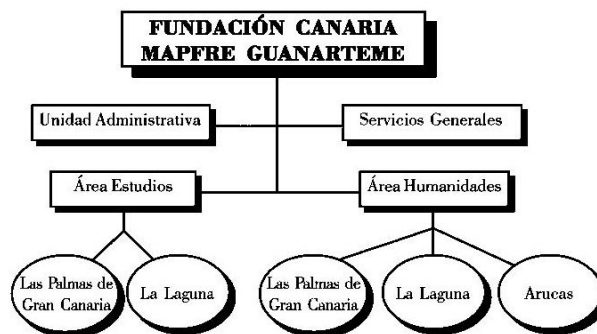 FUNDACIÓN CANARIA
MAPFRE GUANARTEME
Unidad Administrativa
Servicios Generales
Área Estudios
Área Humanidades
Las Palmas de
Gran Canaria
La Laguna
Las Palmas de
Gran Canaria
La Laguna
Arucas